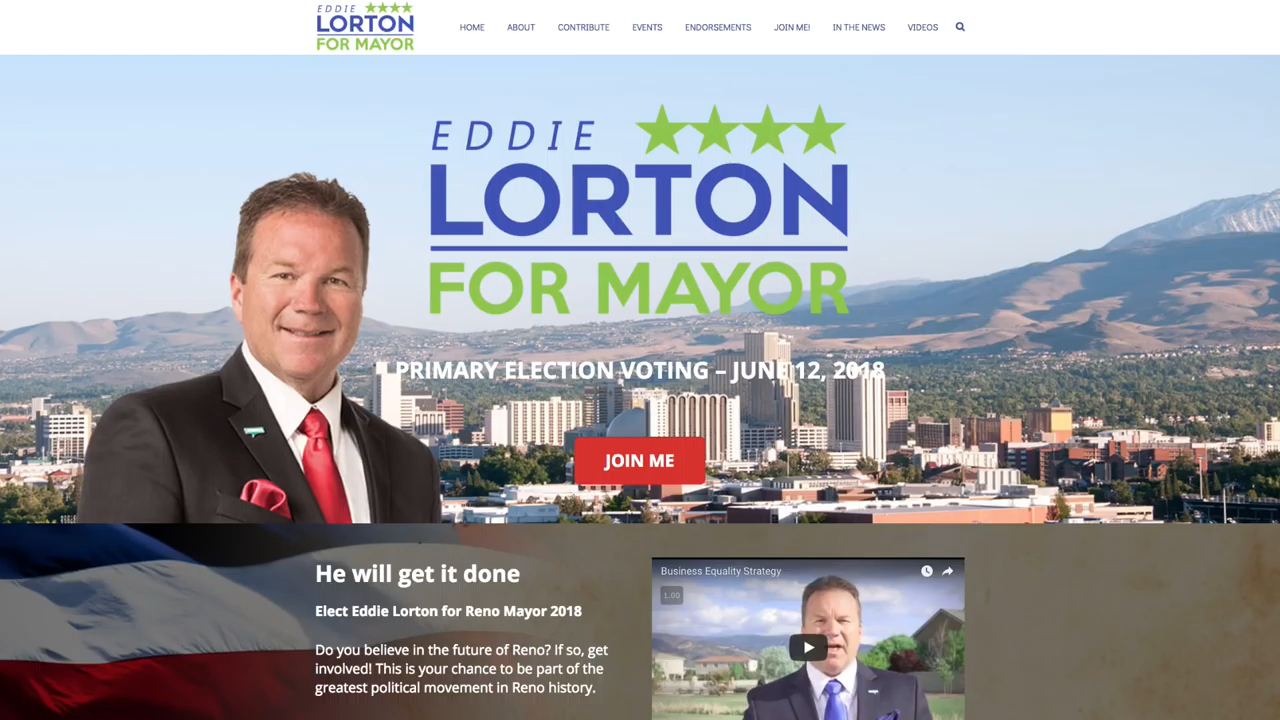 EDDIE
LORTON
FOR MAYOR
HOME ABOUT CONTRIBUTE EVENTS ENDORSEMENTS JOIN ME! IN THE NEWS VIDEOS
EDDIE
LORTON
FOR MAYOR
PRIMARY ELECTION VOTING – JUNE 12, 2018
JOIN ME
He will get it done
Elect Eddie Lorton for Reno Mayor 2018
Do you believe in the future of Reno? If so, get
involved! This is your chance to be part of the
greatest political movement in Reno history.
Business Equality Strategy
1.00